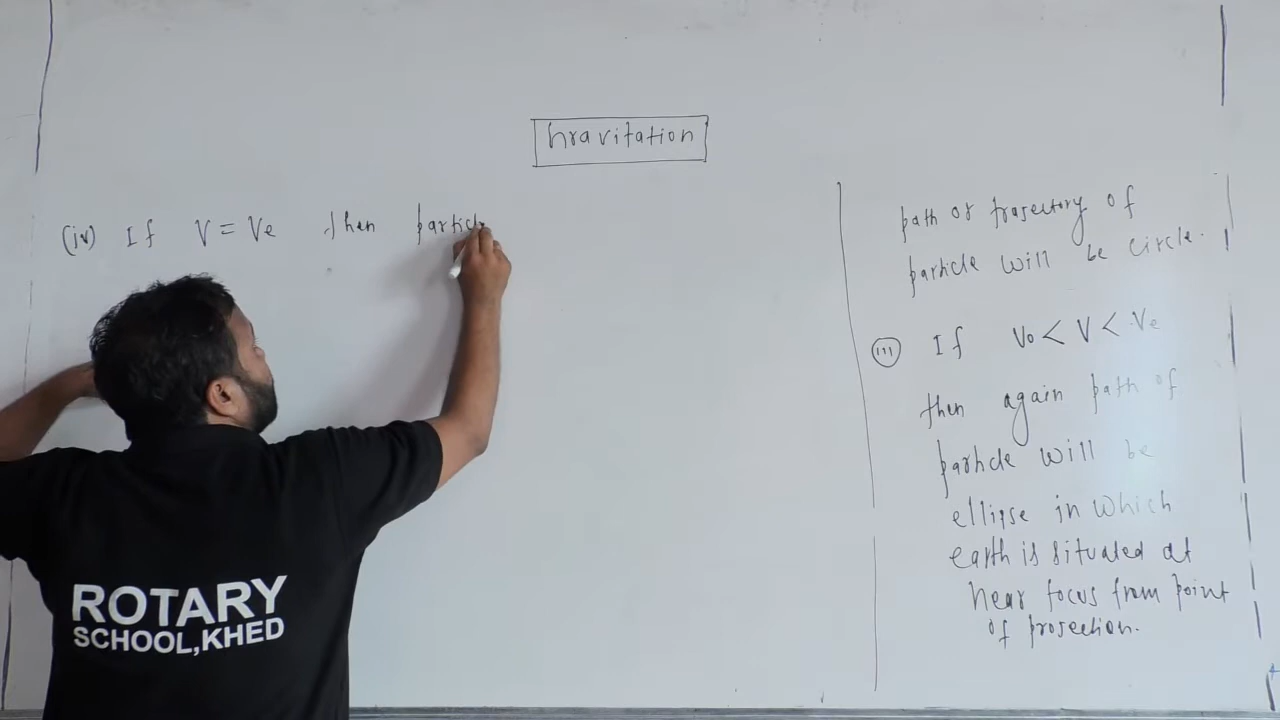 Gravitation
(iv) If V = Ve then particle
path or trajectory of
particle will be circle.
(iii) If Vo < V < Ve
then again path of
particle will be
ellipse in which
earth is situated at
near focus from point
of projection.
ROTARY
SCHOOL,KHED